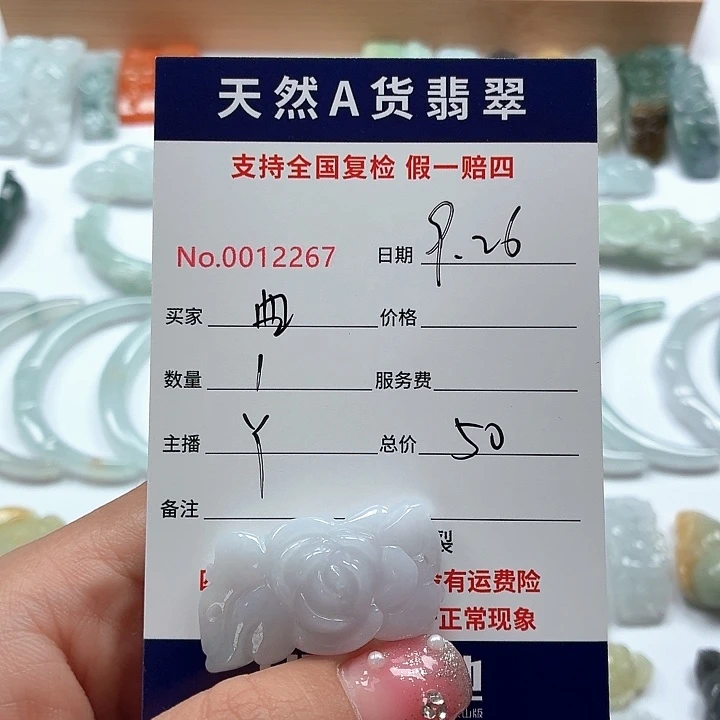 天然A货翡翠
支持全国复检 假一赔四
No.0012267 日期 9.26
买家 曲 价格
数量 1 服务费
主播 Y 总价 50
备注
裂
有运费险
正常现象